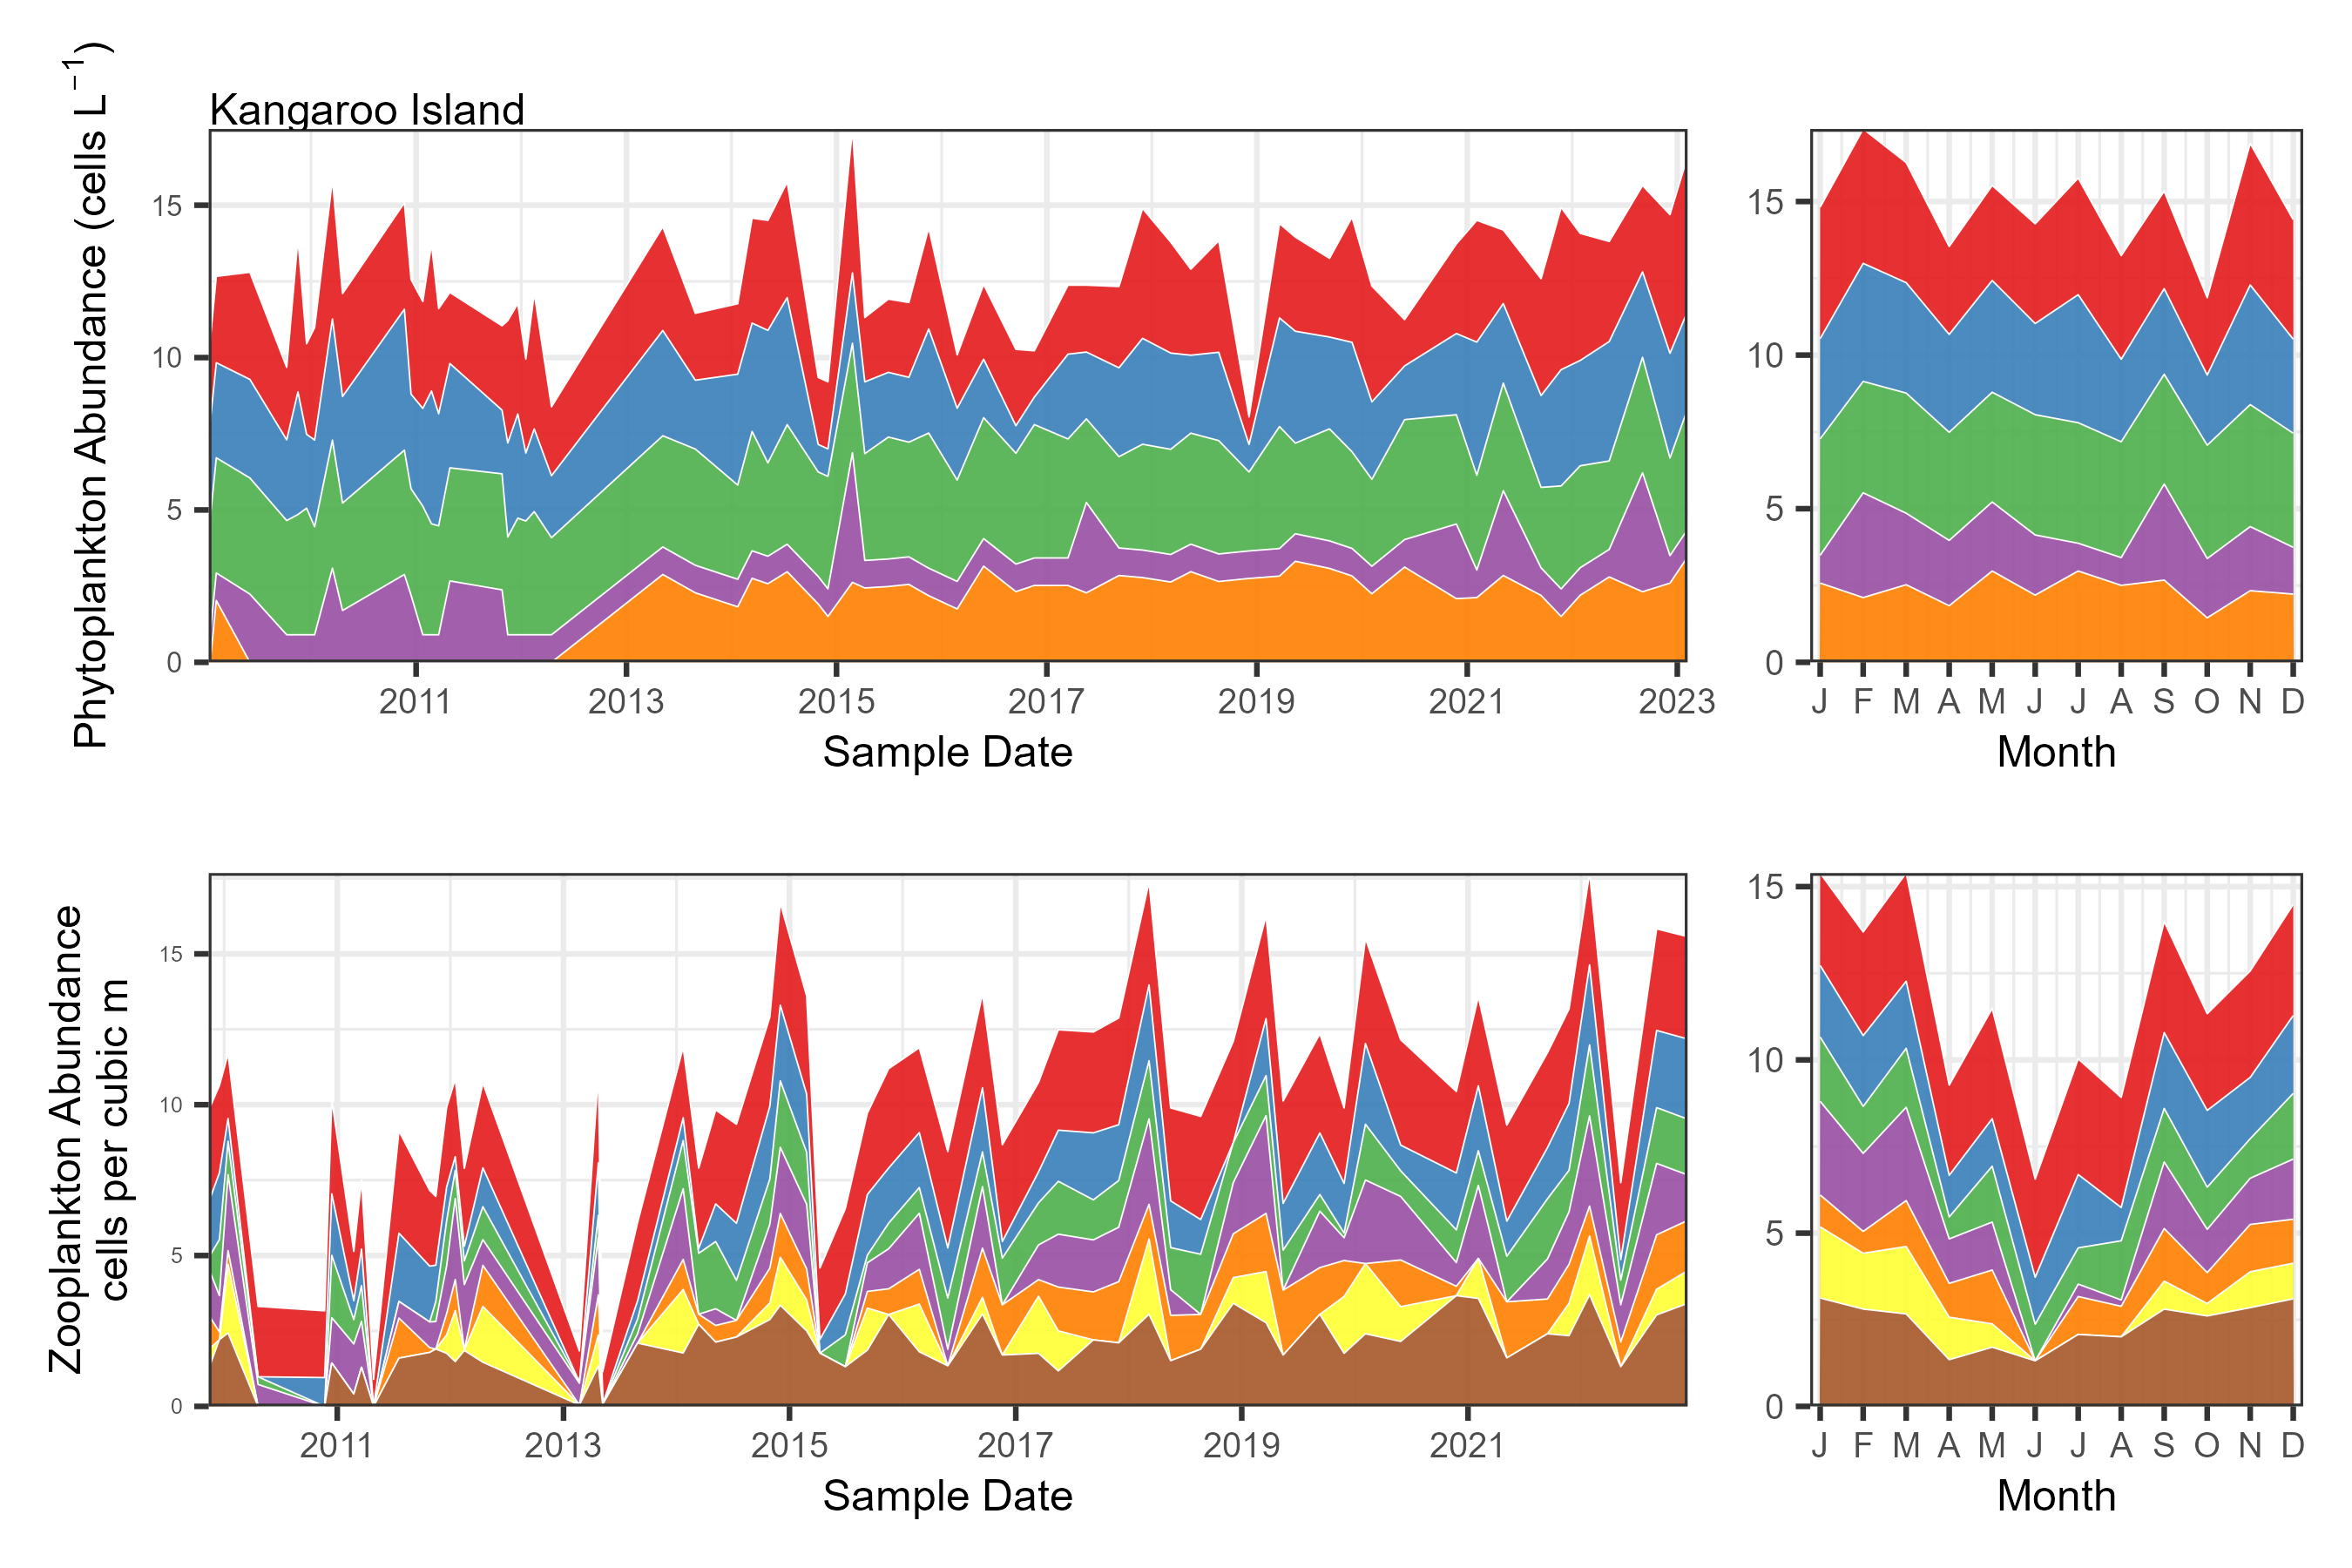 Kangaroo Island
Phytoplankton Abundance (cells L⁻¹)
15
10
5
0
2011 2013 2015 2017 2019 2021 2023
Sample Date
15
10
5
0
J F M A M J J A S O N D
Month
Zooplankton Abundance
cells per cubic m
15
10
5
0
2011 2013 2015 2017 2019 2021
Sample Date
15
10
5
0
J F M A M J J A S O N D
Month